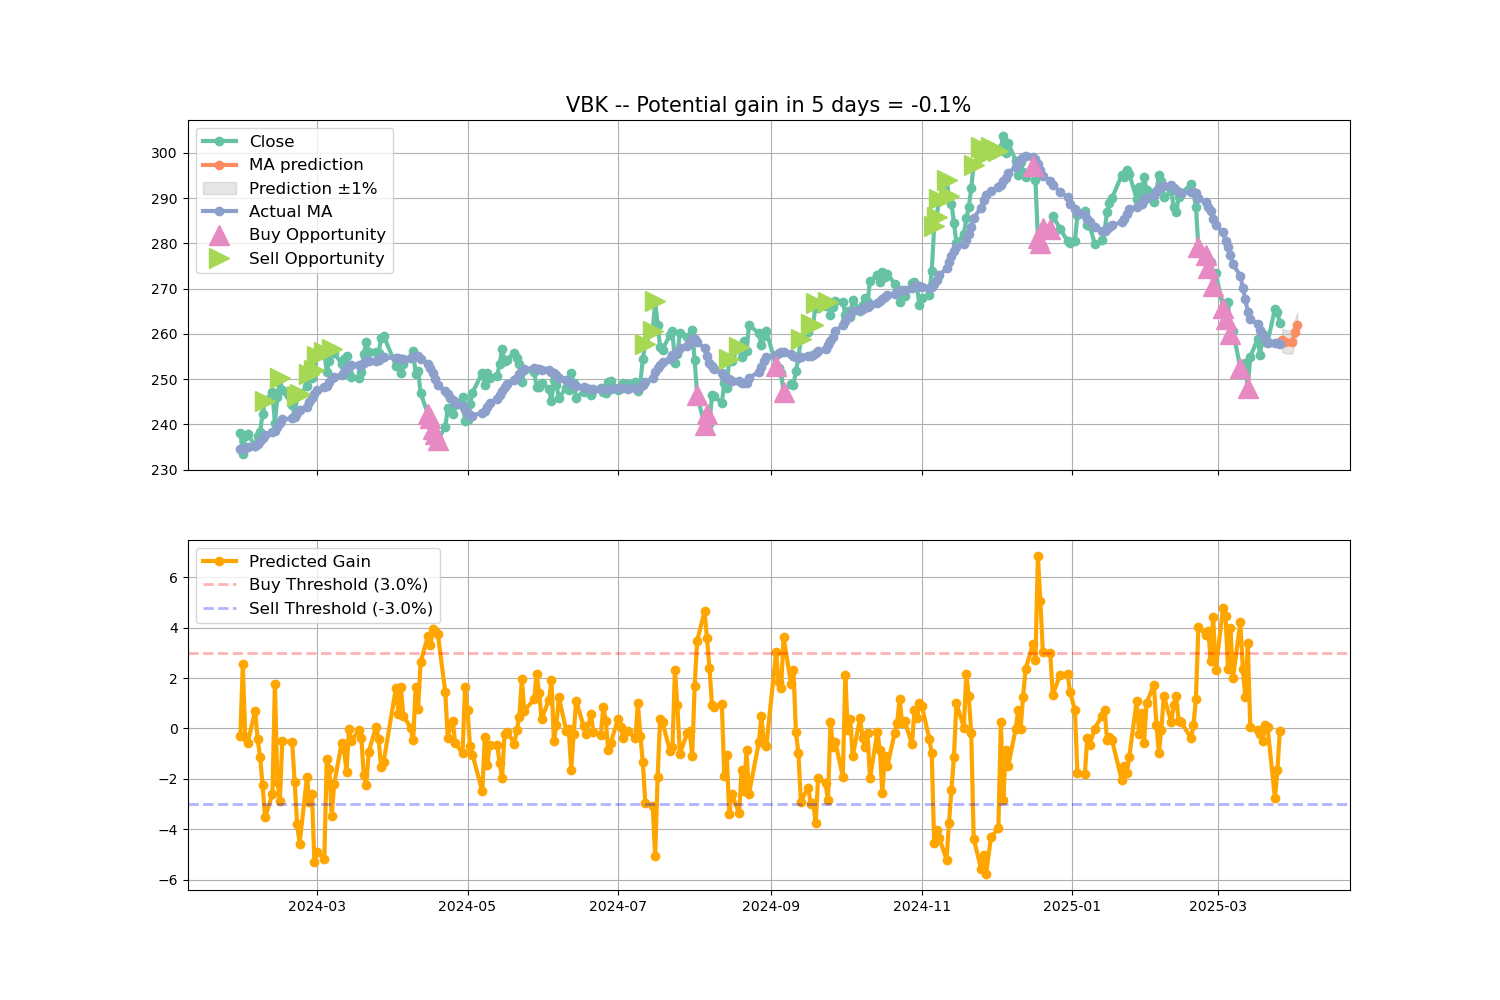 VBK -- Potential gain in 5 days = -0.1%
Close
MA prediction
Prediction ±1%
Actual MA
Buy Opportunity
Sell Opportunity
300
290
280
270
260
250
240
230
Predicted Gain
Buy Threshold (3.0%)
Sell Threshold (-3.0%)
6
4
2
0
−2
−4
−6
2024-03 2024-05 2024-07 2024-09 2024-11 2025-01 2025-03